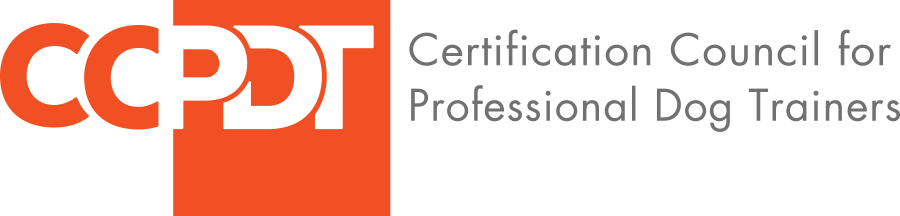 CCPDT
Certification Council for
Professional Dog Trainers